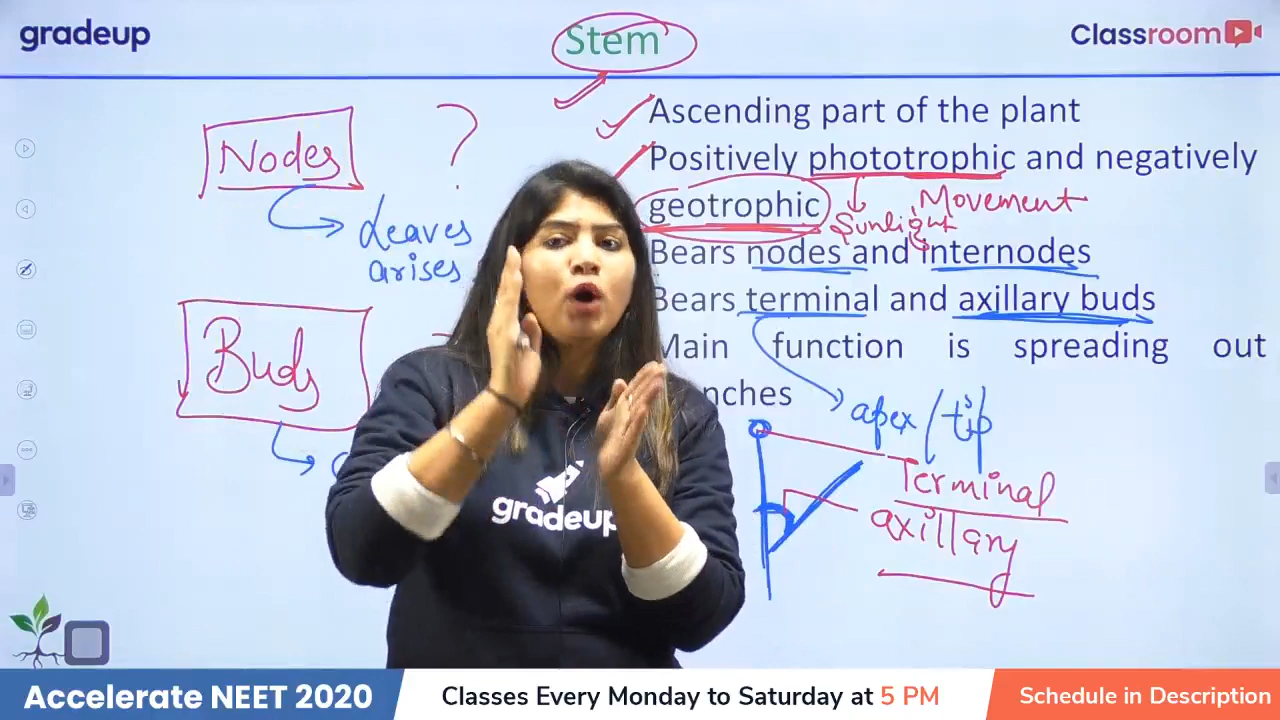 gradeup
Stem
Classroom
Ascending part of the plant
Positively phototrophic and negatively
geotrophic
Sunlight
Movement
Bears nodes and internodes
Bears terminal and axillary buds
Main function is spreading out
nches
Nodes
?
Leaves
arises
Buds
apex / tip
Terminal
axillary
gradeup
Accelerate NEET 2020
Classes Every Monday to Saturday at 5 PM
Schedule in Description